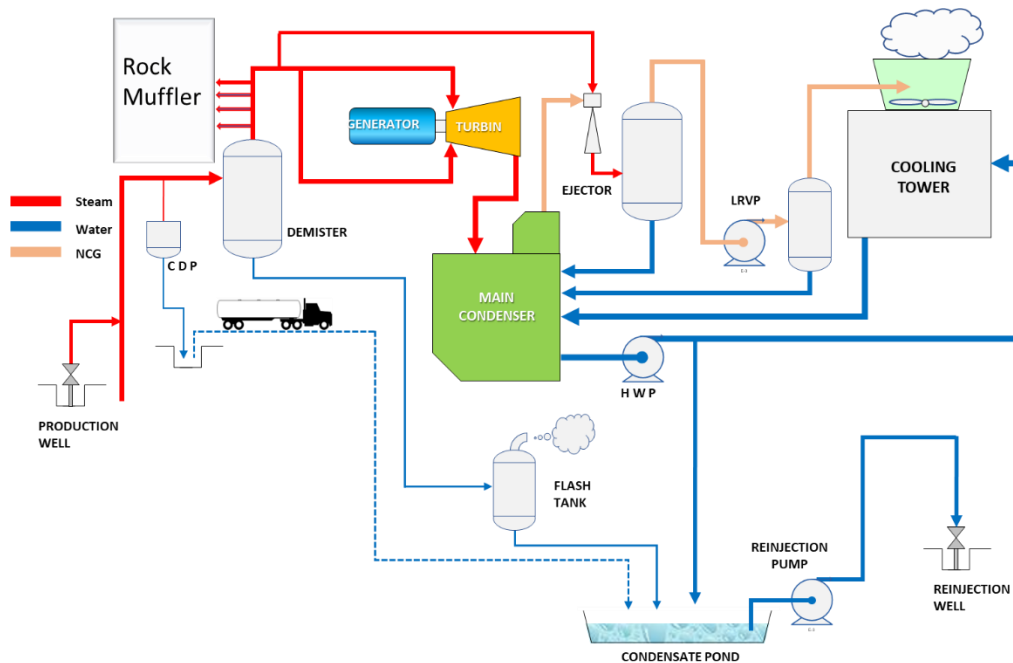 Rock
Muffler
GENERATOR
TURBIN
EJECTOR
LRVP
COOLING
TOWER
Steam
Water
NCG
C D P
DEMISTER
MAIN
CONDENSER
H W P
PRODUCTION
WELL
FLASH
TANK
REINJECTION
PUMP
REINJECTION
WELL
CONDENSATE POND